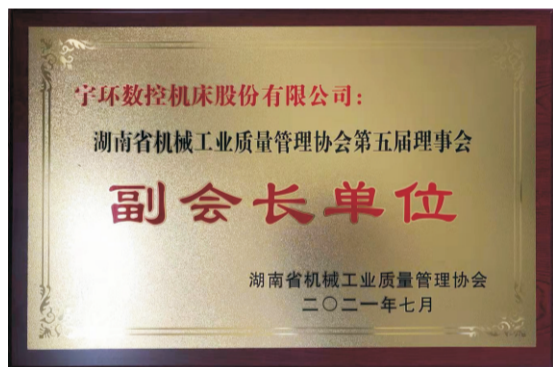 宇环数控机床股份有限公司：
湖南省机械工业质量管理协会第五届理事会
副会长单位
湖南省机械工业质量管理协会
二〇二一年七月